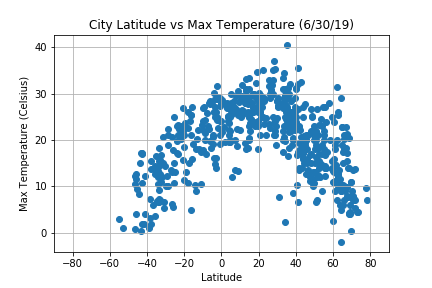 City Latitude vs Max Temperature (6/30/19)
40
30
20
10
0
Max Temperature (Celsius)
−80 −60 −40 −20 0 20 40 60 80
Latitude